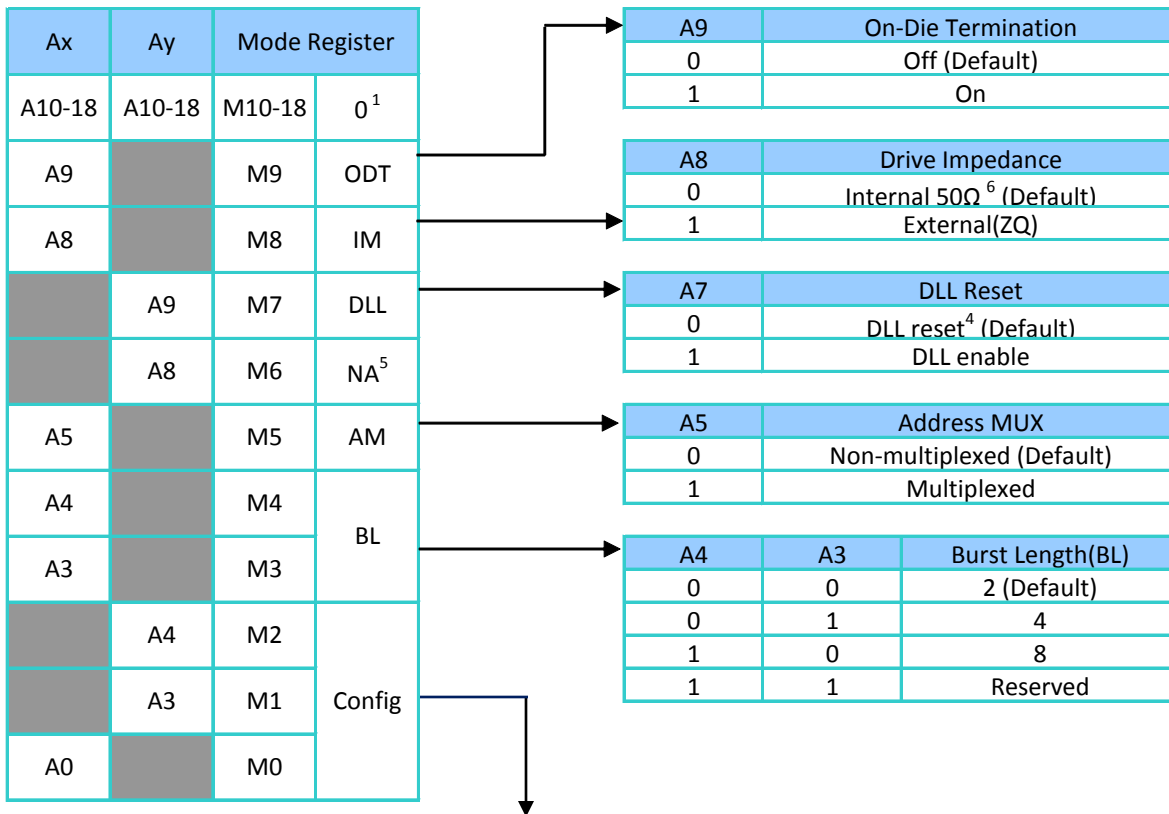 Ax Ay Mode Register
A10-18 A10-18 M10-18 0¹
A9 M9 ODT
A8 M8 IM
A9 M7 DLL
A8 M6 NA⁵
A5 M5 AM
A4 M4
BL
A3 M3
A4 M2
A3 M1 Config
A0 M0
A9 On-Die Termination
0 Off (Default)
1 On
A8 Drive Impedance
0 Internal 50Ω ⁶ (Default)
1 External(ZQ)
A7 DLL Reset
0 DLL reset⁴ (Default)
1 DLL enable
A5 Address MUX
0 Non-multiplexed (Default)
1 Multiplexed
A4 A3 Burst Length(BL)
0 0 2 (Default)
0 1 4
1 0 8
1 1 Reserved